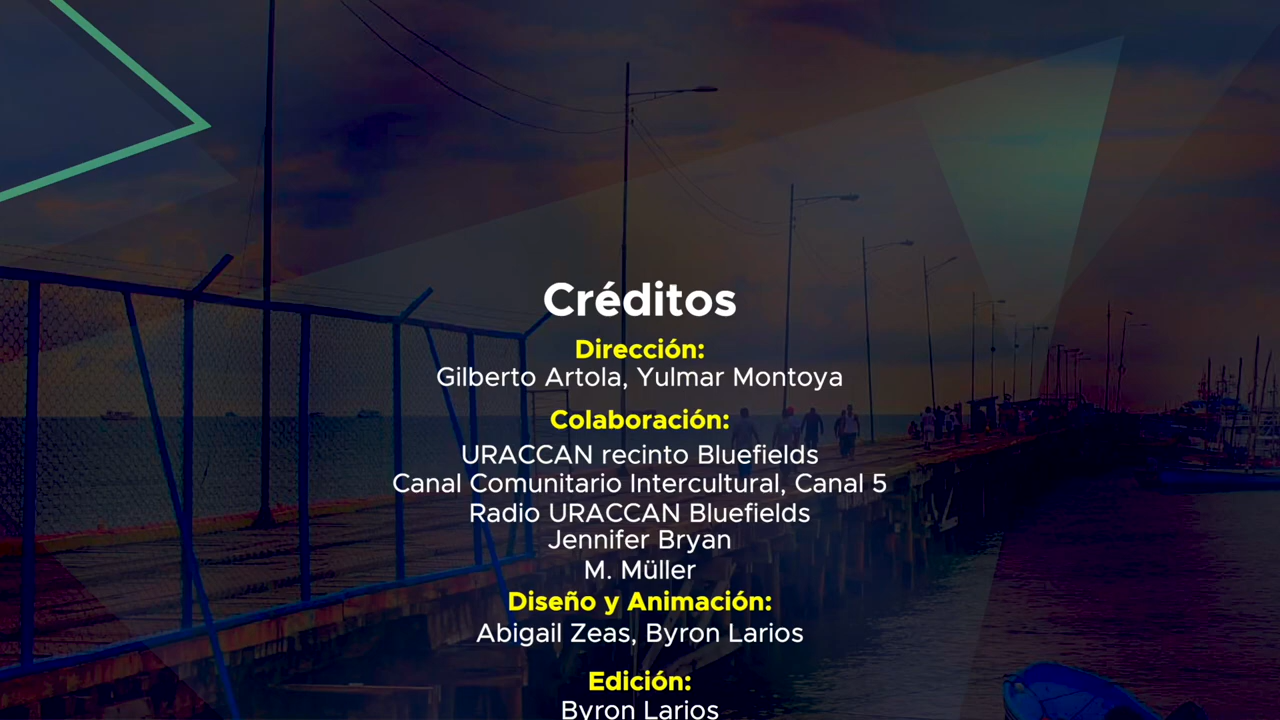 Créditos
Dirección:
Gilberto Artola, Yulmar Montoya
Colaboración:
URACCAN recinto Bluefields
Canal Comunitario Intercultural, Canal 5
Radio URACCAN Bluefields
Jennifer Bryan
M. Müller
Diseño y Animación:
Abigail Zeas, Byron Larios
Edición:
Byron Larios